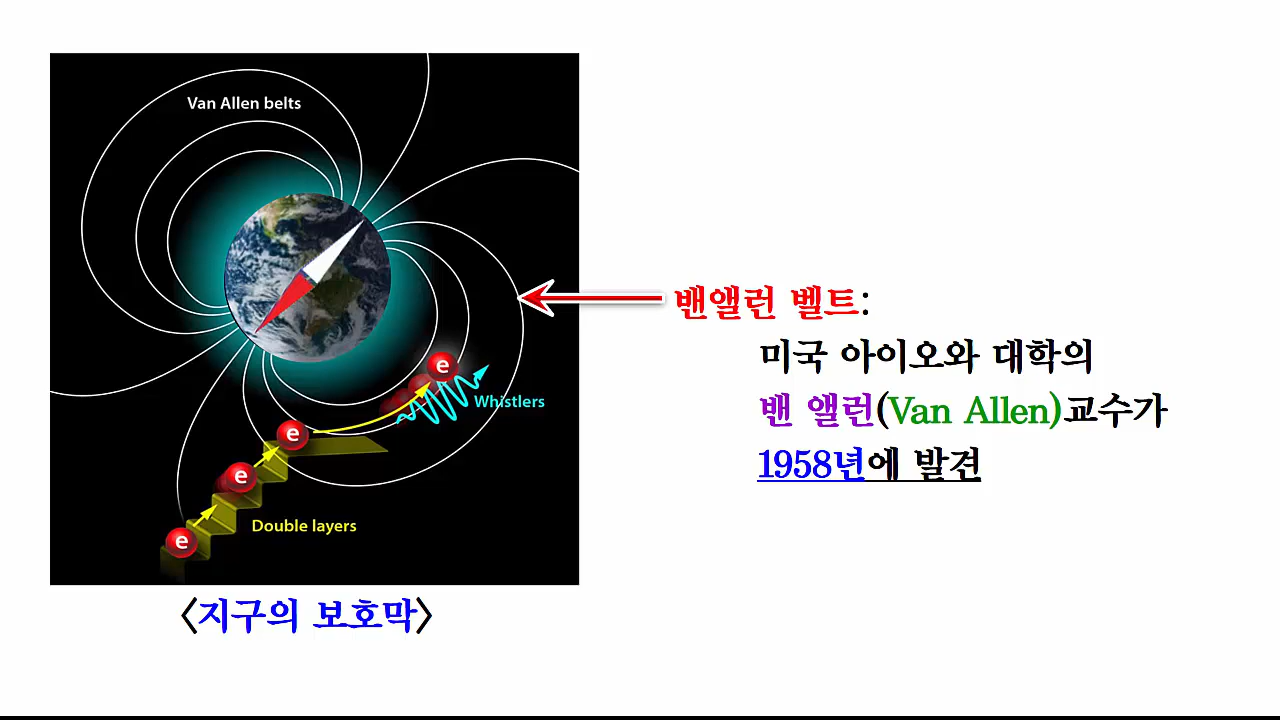 Van Allen belts
밴앨런 벨트:
미국 아이오와 대학의
밴 앨런(Van Allen)교수가
1958년에 발견
e
Whistlers
e
e
Double layers
e
<지구의 보호막>